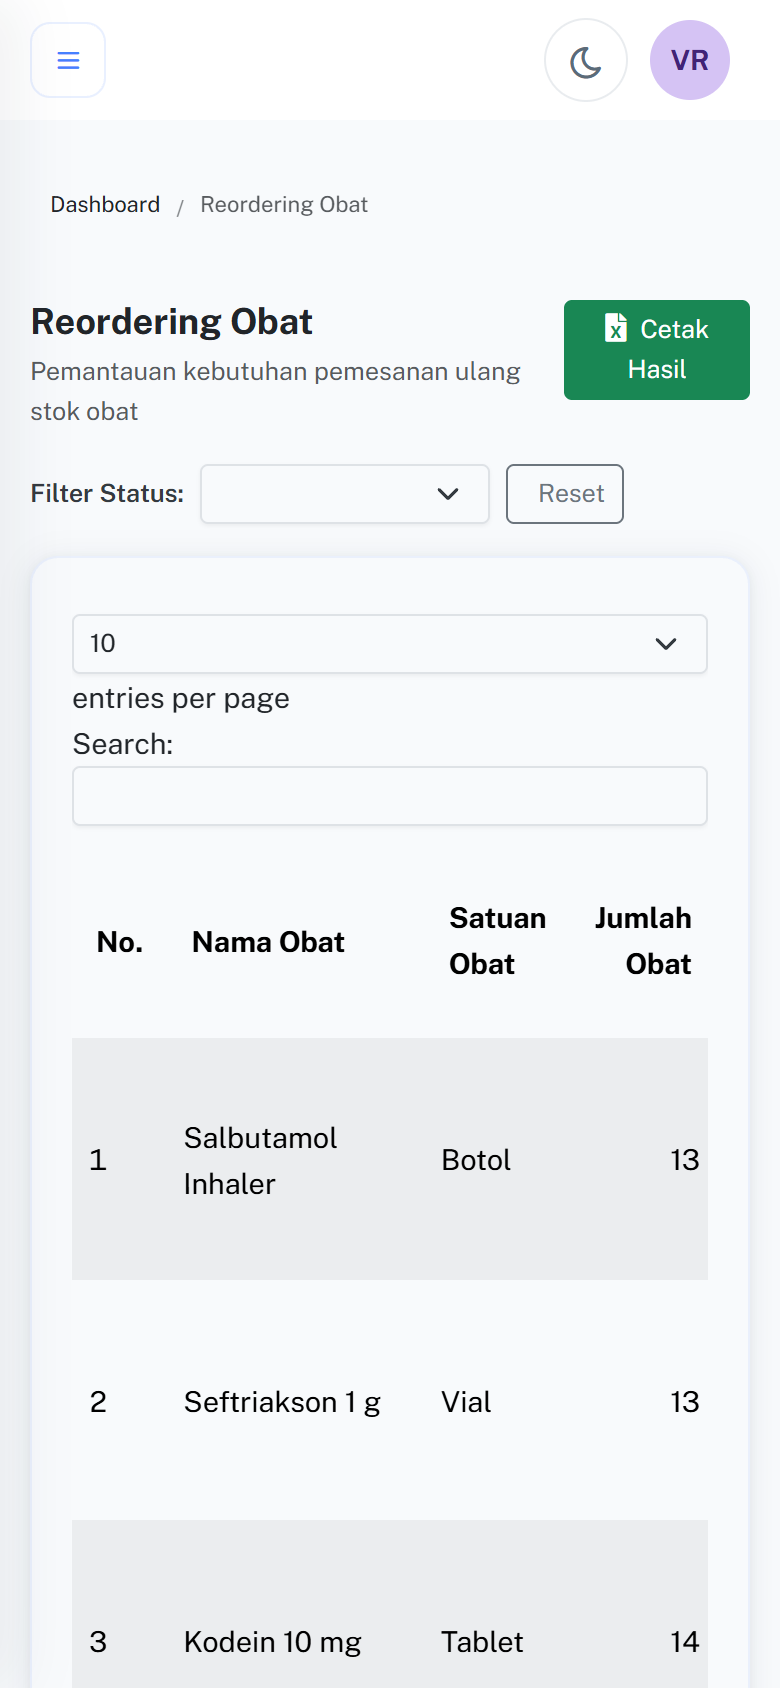 VR
Dashboard / Reordering Obat
Reordering Obat
Pemantauan kebutuhan pemesanan ulang
stok obat
Cetak
Hasil
Filter Status:
Reset
10
entries per page
Search:
No. Nama Obat Satuan Obat Jumlah Obat
1 Salbutamol Inhaler Botol 13
2 Seftriakson 1 g Vial 13
3 Kodein 10 mg Tablet 14